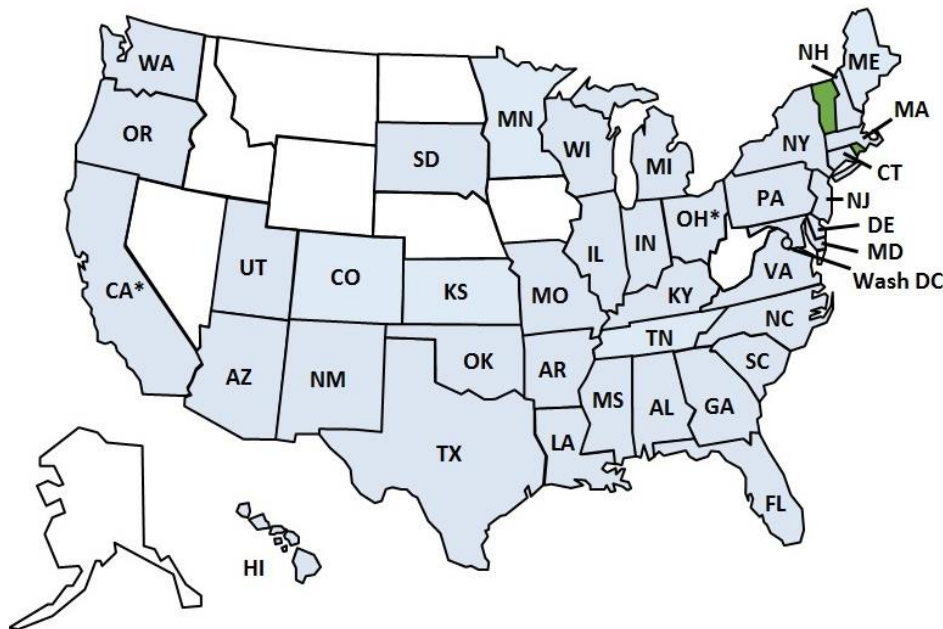 WA
NH
ME
OR
MN
MA
SD
WI
NY
MI
CT
PA
NJ
OH*
DE
IL
IN
MD
UT
CO
VA
Wash DC
CA*
KS
MO
KY
NC
TN
OK
SC
AZ
NM
AR
MS
AL
GA
LA
TX
FL
HI